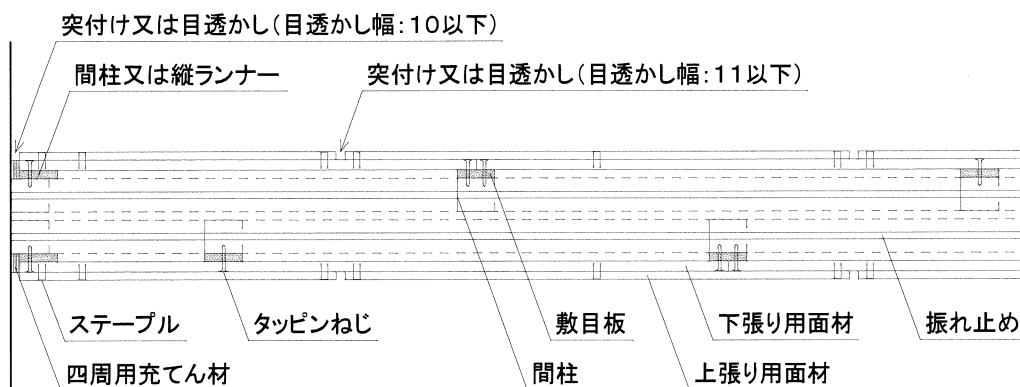 突付け又は目透かし(目透かし幅:10以下)
間柱又は縦ランナー
突付け又は目透かし(目透かし幅:11以下)
ステープル
タッピンねじ
敷目板
下張り用面材
振れ止め
四周用充てん材
間柱
上張り用面材